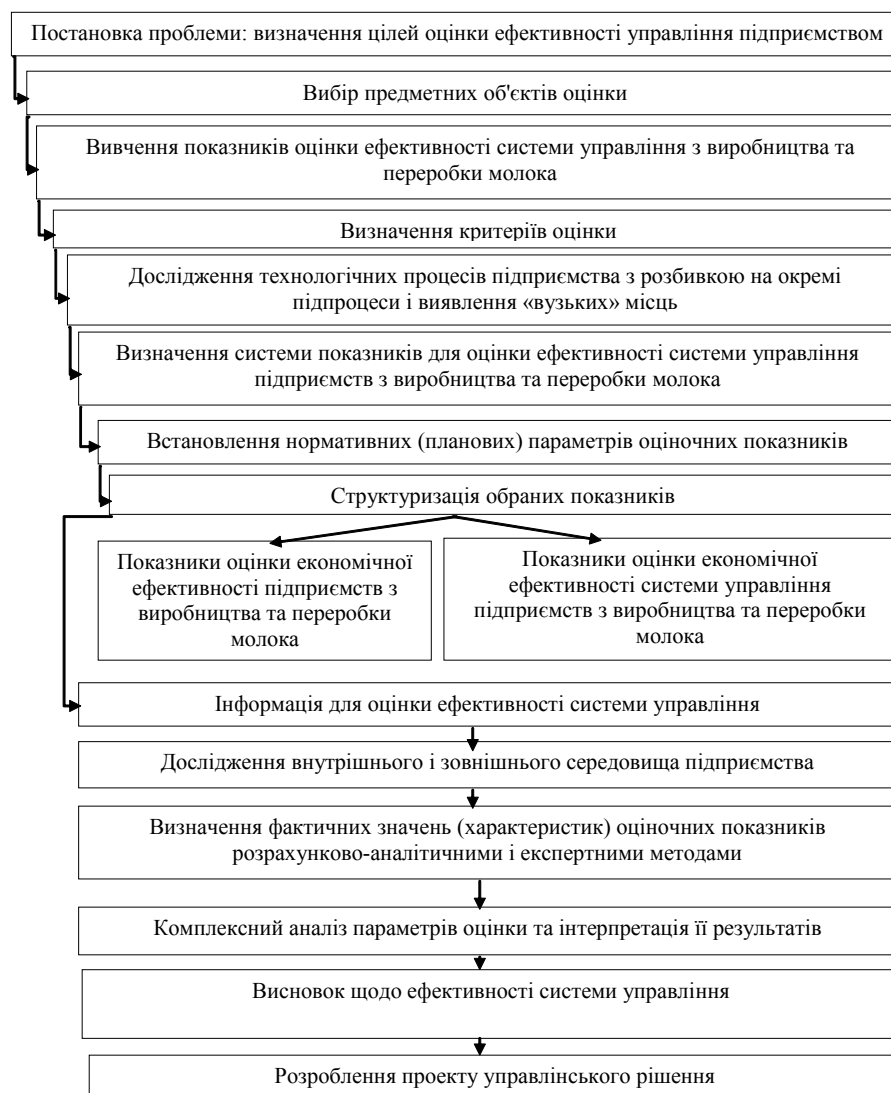 Постановка проблеми: визначення цілей оцінки ефективності управління підприємством
Вибір предметних об'єктів оцінки
Вивчення показників оцінки ефективності системи управління з виробництва та
переробки молока
Визначення критеріїв оцінки
Дослідження технологічних процесів підприємства з розбивкою на окремі
підпроцеси і виявлення «вузьких» місць
Визначення системи показників для оцінки ефективності системи управління
підприємств з виробництва та переробки молока
Встановлення нормативних (планових) параметрів оціночних показників
Структуризація обраних показників
Показники оцінки економічної
ефективності підприємств з
виробництва та переробки
молока
Показники оцінки економічної
ефективності системи управління
підприємств з виробництва та переробки
молока
Інформація для оцінки ефективності системи управління
Дослідження внутрішнього і зовнішнього середовища підприємства
Визначення фактичних значень (характеристик) оціночних показників
розрахунково-аналітичними і експертними методами
Комплексний аналіз параметрів оцінки та інтерпретація її результатів
Висновок щодо ефективності системи управління
Розроблення проекту управлінського рішення